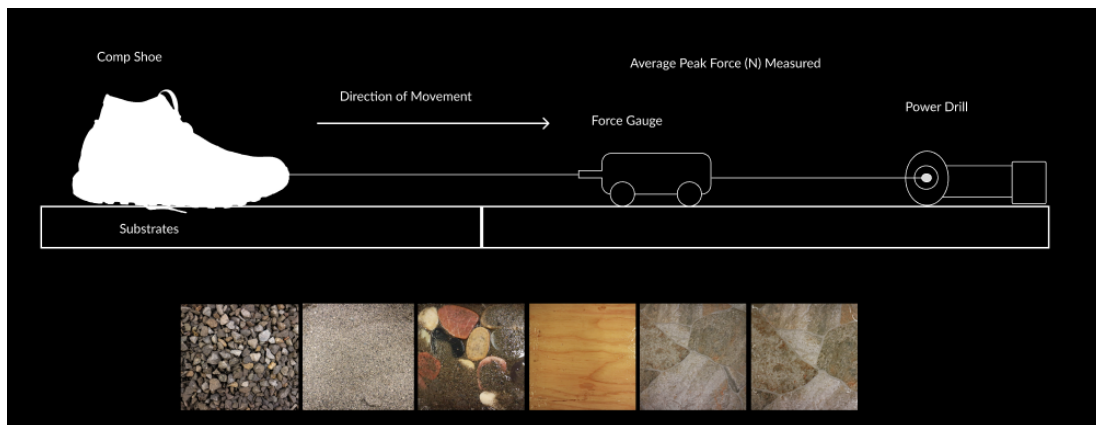 Comp Shoe
Average Peak Force (N) Measured
Direction of Movement
Power Drill
Force Gauge
Substrates